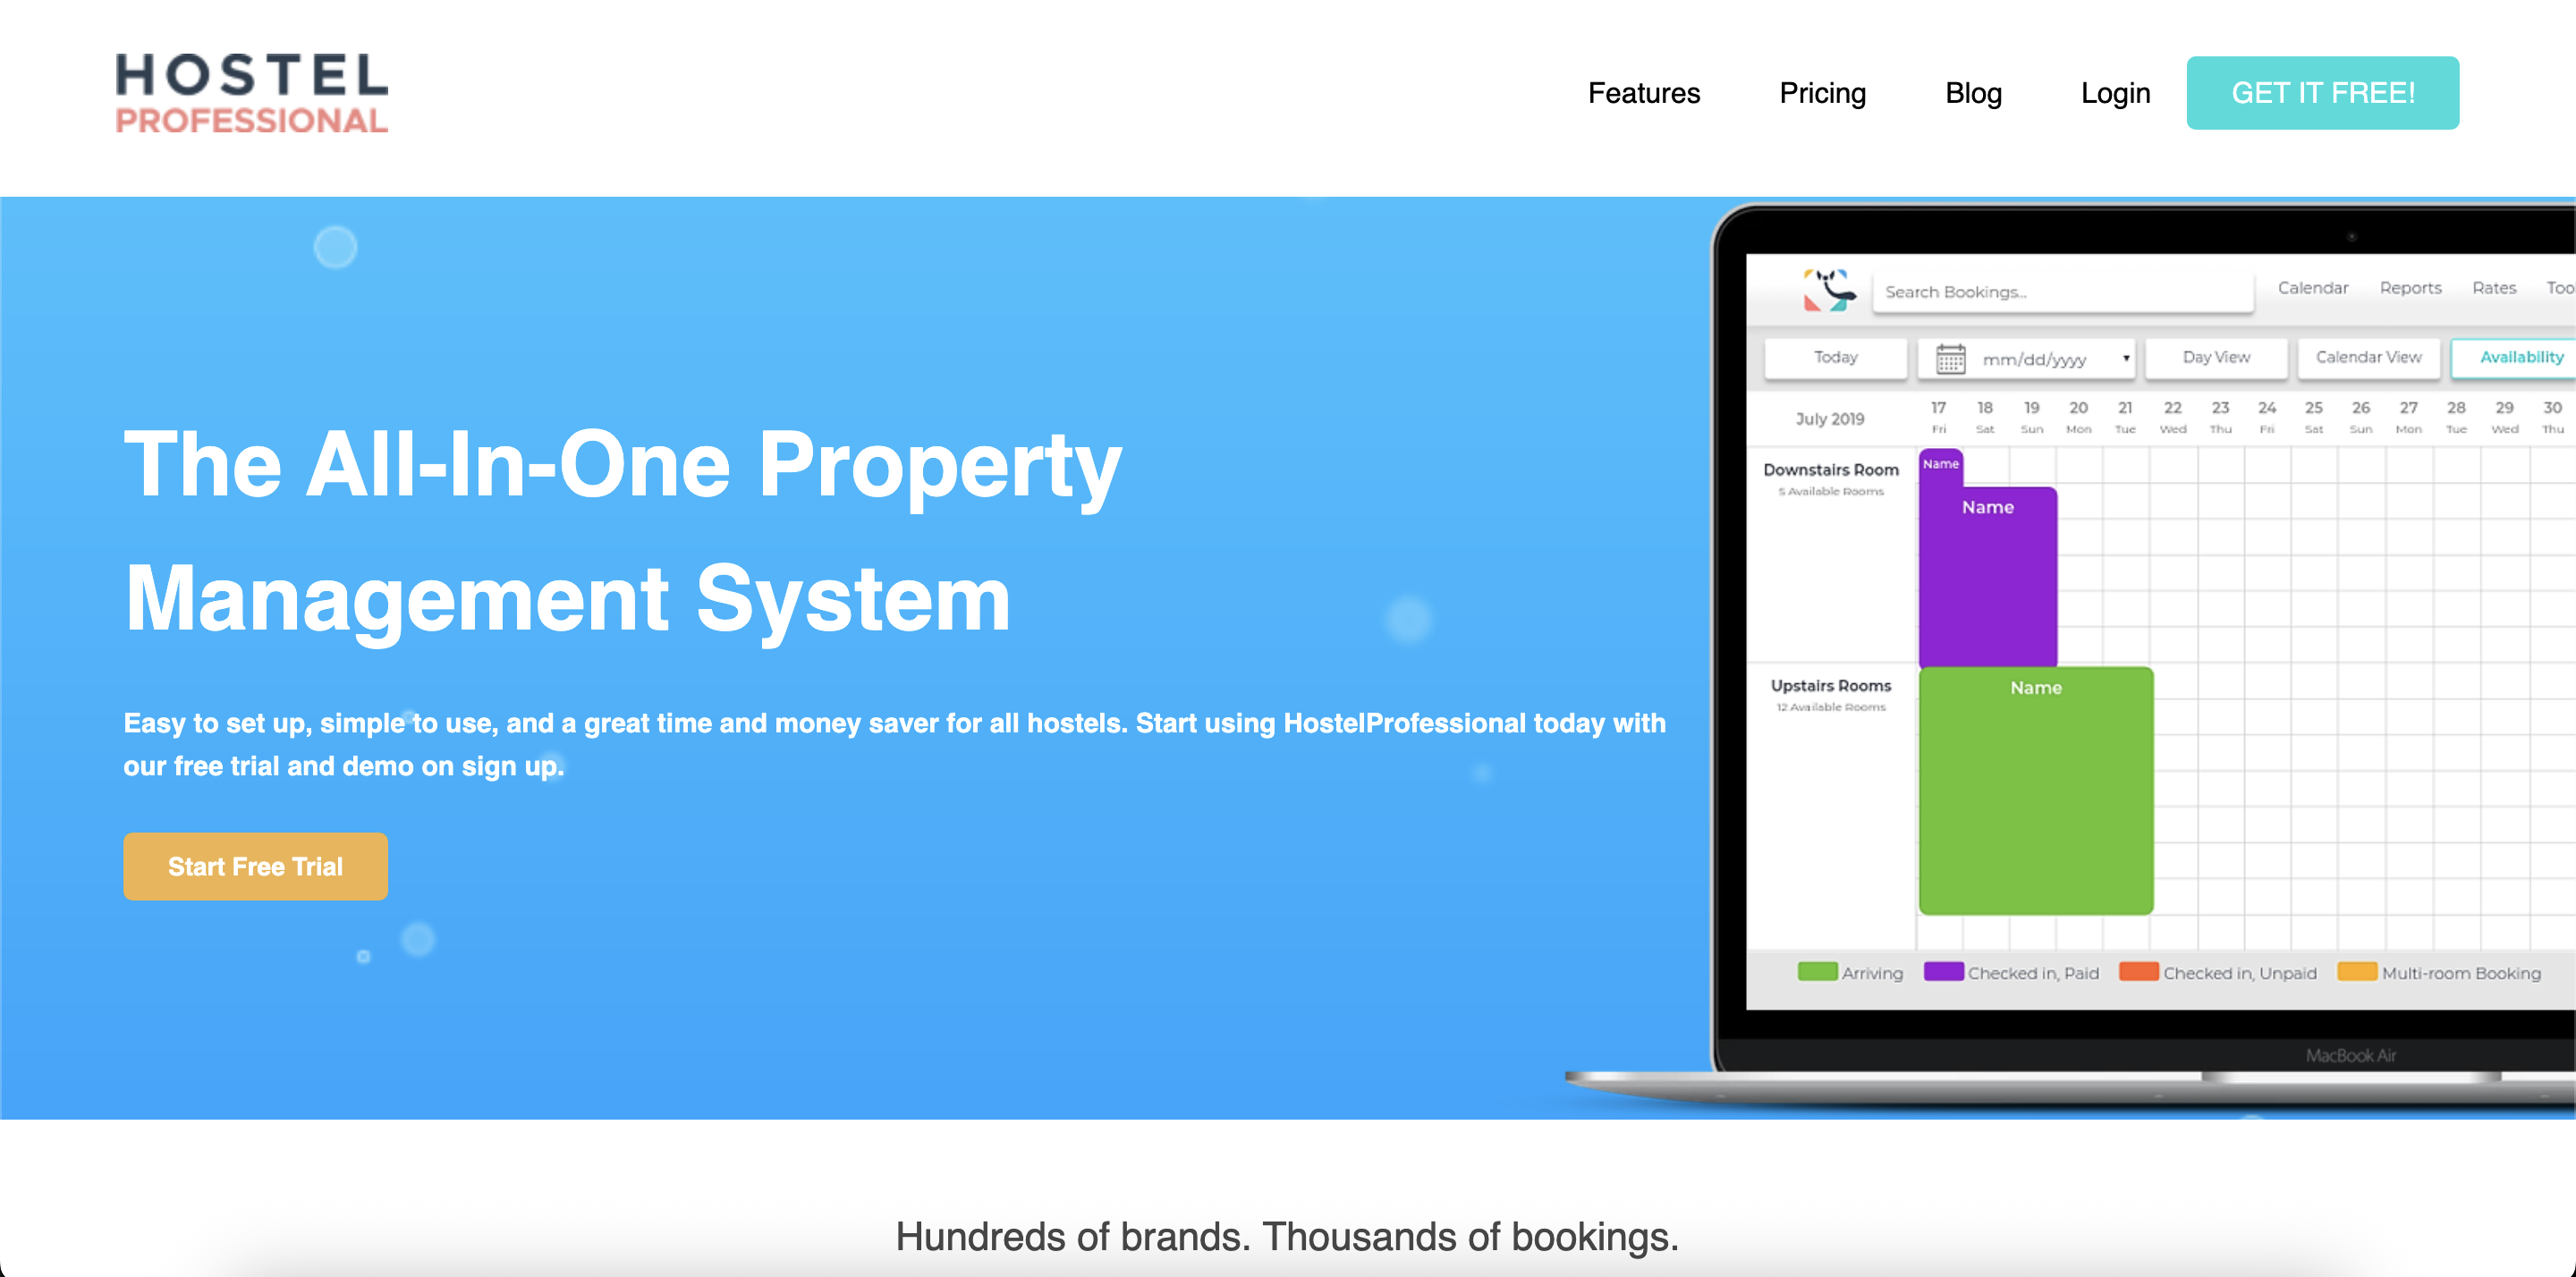 HOSTEL
PROFESSIONAL
Features Pricing Blog Login GET IT FREE!
The All-In-One Property
Management System
Easy to set up, simple to use, and a great time and money saver for all hostels. Start using HostelProfessional today with
our free trial and demo on sign up.
Start Free Trial
Search Bookings... Calendar Reports Rates Too
Today mm/dd/yyyy Day View Calendar View Availability
July 2019 17 18 19 20 21 22 23 24 25 26 27 28 29 30
Fri Sat Sun Mon Tue Wed Thu Fri Sat Sun Mon Tue Wed Thu
Downstairs Room Name
5 Available Rooms
Name
Upstairs Rooms Name
12 Available Rooms
Arriving Checked in, Paid Checked in, Unpaid Multi-room Booking
MacBook Air
Hundreds of brands. Thousands of bookings.